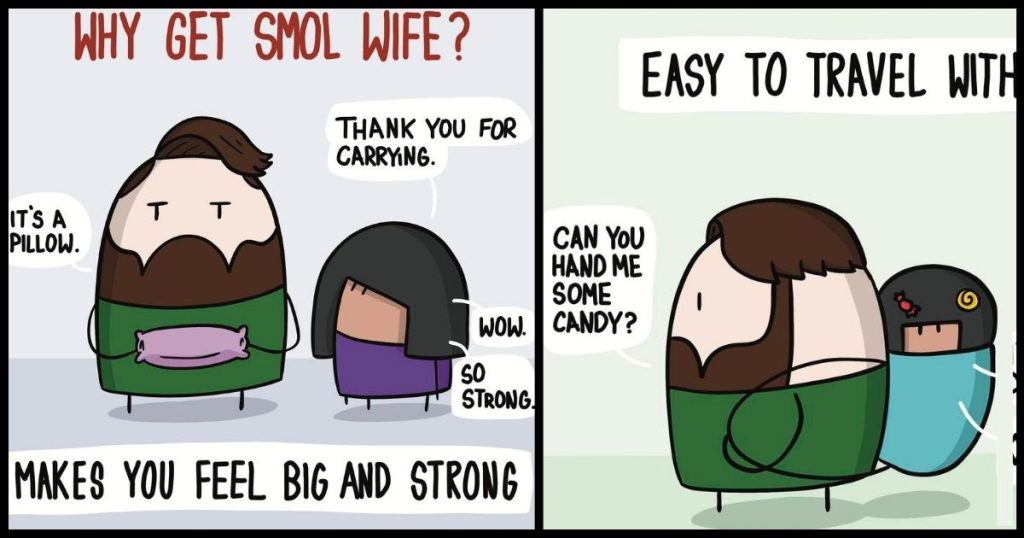 WHY GET SMOL WIFE?
THANK YOU FOR
CARRYING.
IT'S A
PILLOW.
WOW.
SO
STRONG.
MAKES YOU FEEL BIG AND STRONG
EASY TO TRAVEL WITH
CAN YOU
HAND ME
SOME
CANDY?